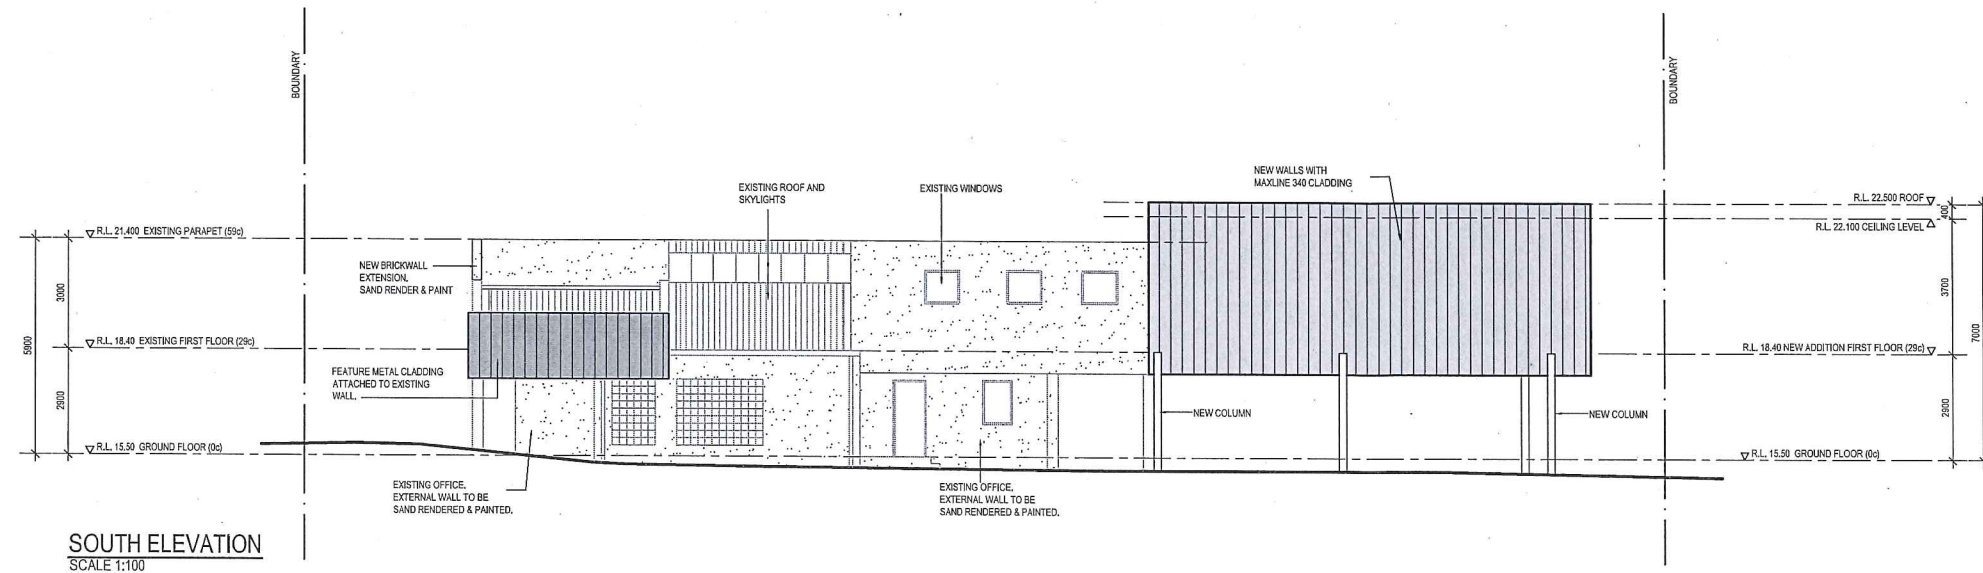 BOUNDARY
BOUNDARY
NEW WALLS WITH
MAXLINE 340 CLADDING
EXISTING ROOF AND
SKYLIGHTS
EXISTING WINDOWS
R.L. 22.500 ROOF
400
R.L. 22.100 CEILING LEVEL
R.L. 21.400 EXISTING PARAPET (59c)
NEW BRICKWALL
EXTENSION.
SAND RENDER & PAINT
3000
3700
5900
7000
R.L. 18.40 EXISTING FIRST FLOOR (29c)
R.L. 18.40 NEW ADDITION FIRST FLOOR (29c)
FEATURE METAL CLADDING
ATTACHED TO EXISTING
WALL.
2900
2900
NEW COLUMN
NEW COLUMN
R.L. 15.50 GROUND FLOOR (0c)
R.L. 15.50 GROUND FLOOR (0c)
EXISTING OFFICE.
EXTERNAL WALL TO BE
SAND RENDERED & PAINTED.
EXISTING OFFICE.
EXTERNAL WALL TO BE
SAND RENDERED & PAINTED.
SOUTH ELEVATION
SCALE 1:100